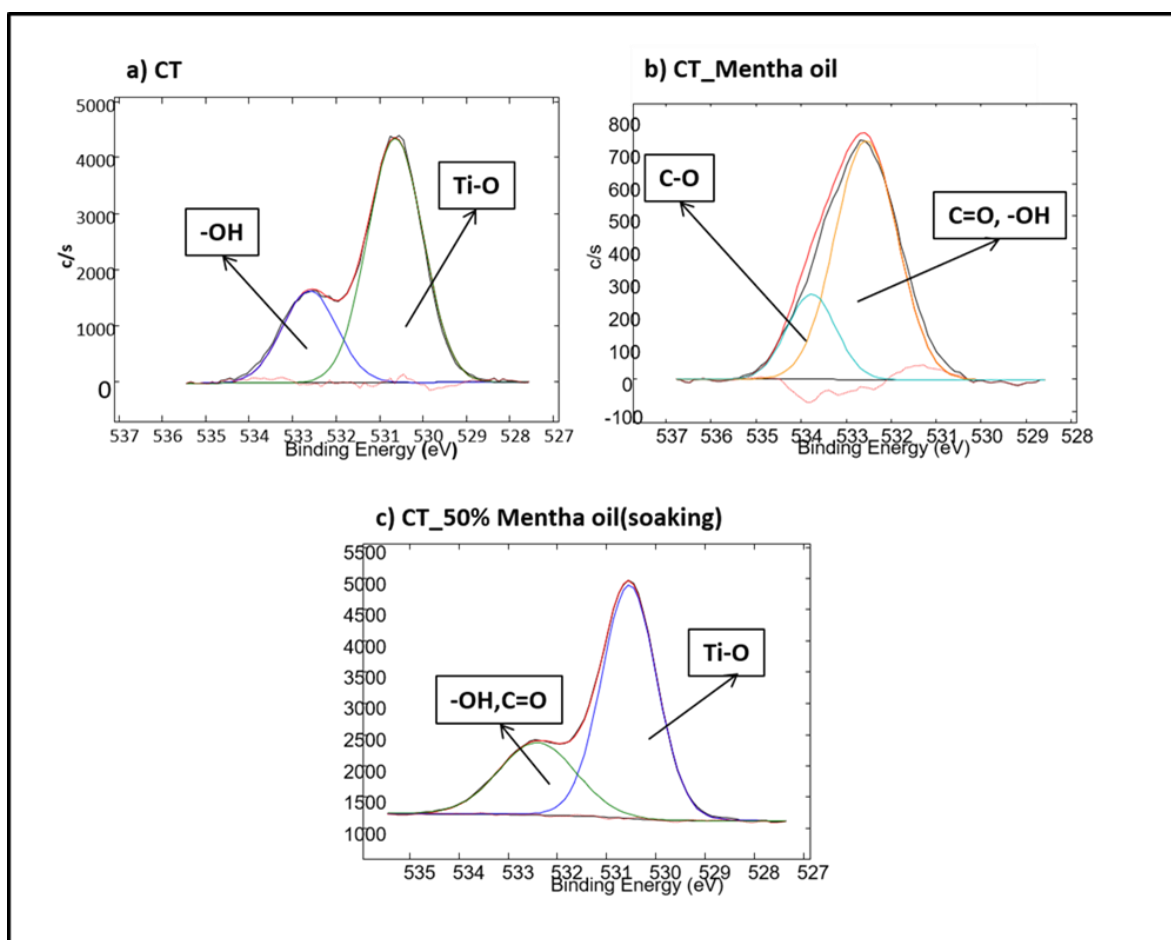 a) CT
5000
4000
3000
2000
1000
0
c/s
-OH
Ti-O
537 536 535 534 533 532 531 530 529 528 527
Binding Energy (eV)
b) CT_Mentha oil
800
700
600
500
400
300
200
100
0
-100
c/s
C-O
C=O, -OH
537 536 535 534 533 532 531 530 529 528
Binding Energy (eV)
c) CT_50% Mentha oil(soaking)
5500
5000
4500
4000
3500
3000
2500
2000
1500
1000
-OH,C=O
Ti-O
535 534 533 532 531 530 529 528 527
Binding Energy (eV)